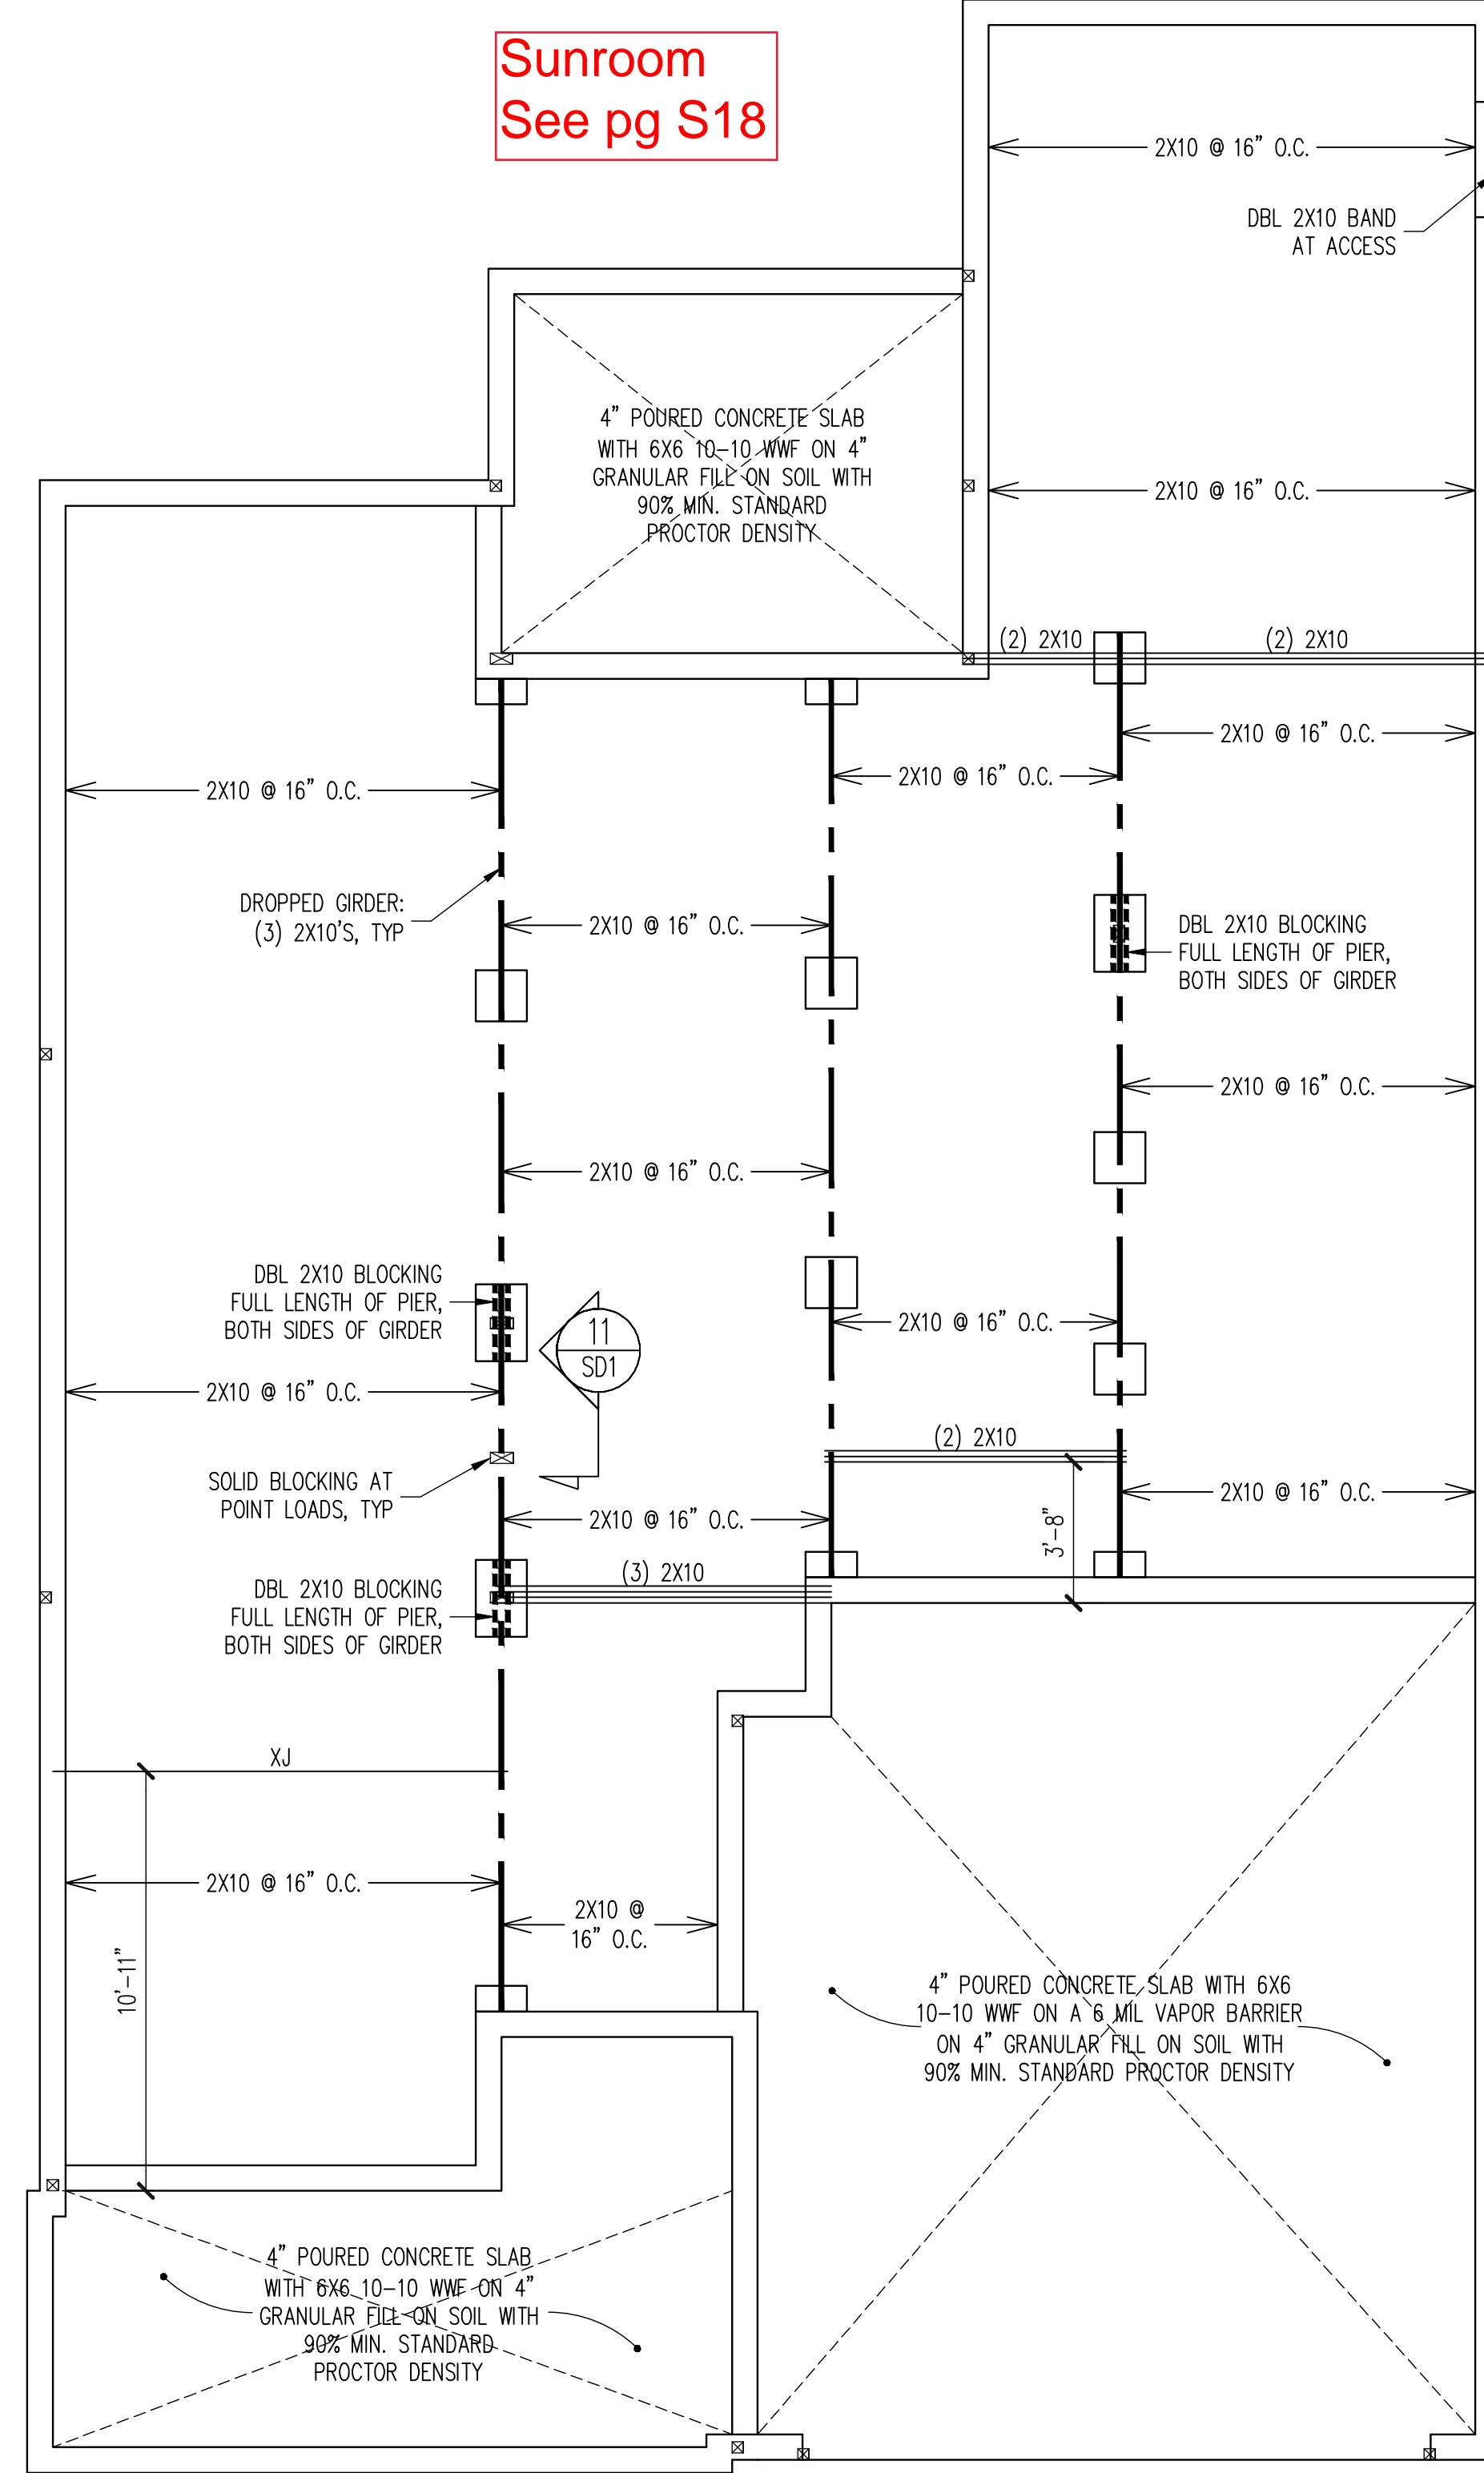 Sunroom
See pg S18
2X10 @ 16" O.C.
DBL 2X10 BAND
AT ACCESS
4" POURED CONCRETE SLAB
WITH 6X6 10-10 WWF ON 4"
GRANULAR FILL ON SOIL WITH
90% MIN. STANDARD
PROCTOR DENSITY
2X10 @ 16" O.C.
(2) 2X10
(2) 2X10
2X10 @ 16" O.C.
2X10 @ 16" O.C.
2X10 @ 16" O.C.
DROPPED GIRDER:
(3) 2X10'S, TYP
2X10 @ 16" O.C.
DBL 2X10 BLOCKING
FULL LENGTH OF PIER,
BOTH SIDES OF GIRDER
2X10 @ 16" O.C.
2X10 @ 16" O.C.
DBL 2X10 BLOCKING
FULL LENGTH OF PIER,
BOTH SIDES OF GIRDER
11
SD1
2X10 @ 16" O.C.
2X10 @ 16" O.C.
(2) 2X10
SOLID BLOCKING AT
POINT LOADS, TYP
2X10 @ 16" O.C.
3'-8"
2X10 @ 16" O.C.
(3) 2X10
DBL 2X10 BLOCKING
FULL LENGTH OF PIER,
BOTH SIDES OF GIRDER
XJ
2X10 @ 16" O.C.
2X10 @
16" O.C.
10'-11"
4" POURED CONCRETE SLAB WITH 6X6
10-10 WWF ON A 6 MIL VAPOR BARRIER
ON 4" GRANULAR FILL ON SOIL WITH
90% MIN. STANDARD PROCTOR DENSITY
4" POURED CONCRETE SLAB
WITH 6X6 10-10 WWF ON 4"
GRANULAR FILL ON SOIL WITH
90% MIN. STANDARD
PROCTOR DENSITY